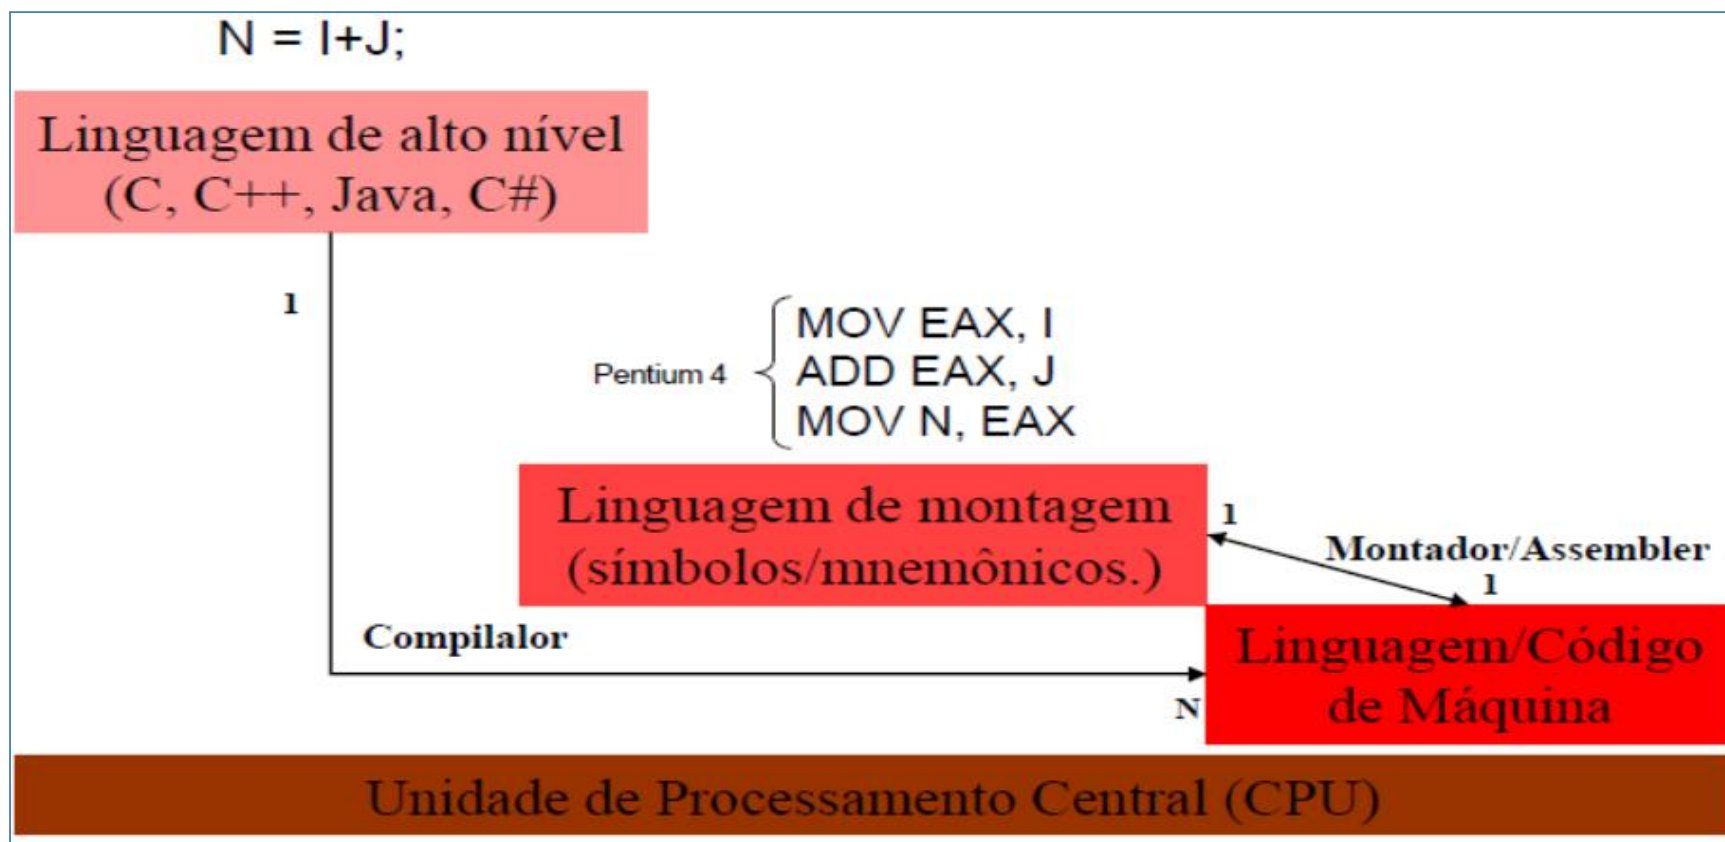 N = I+J;
Linguagem de alto nível
(C, C++, Java, C#)
1
MOV EAX, I
Pentium 4
ADD EAX, J
MOV N, EAX
Linguagem de montagem
(símbolos/mnemônicos.)
1
Montador/Assembler
1
Compilalor
N
Linguagem/Código
de Máquina
Unidade de Processamento Central (CPU)